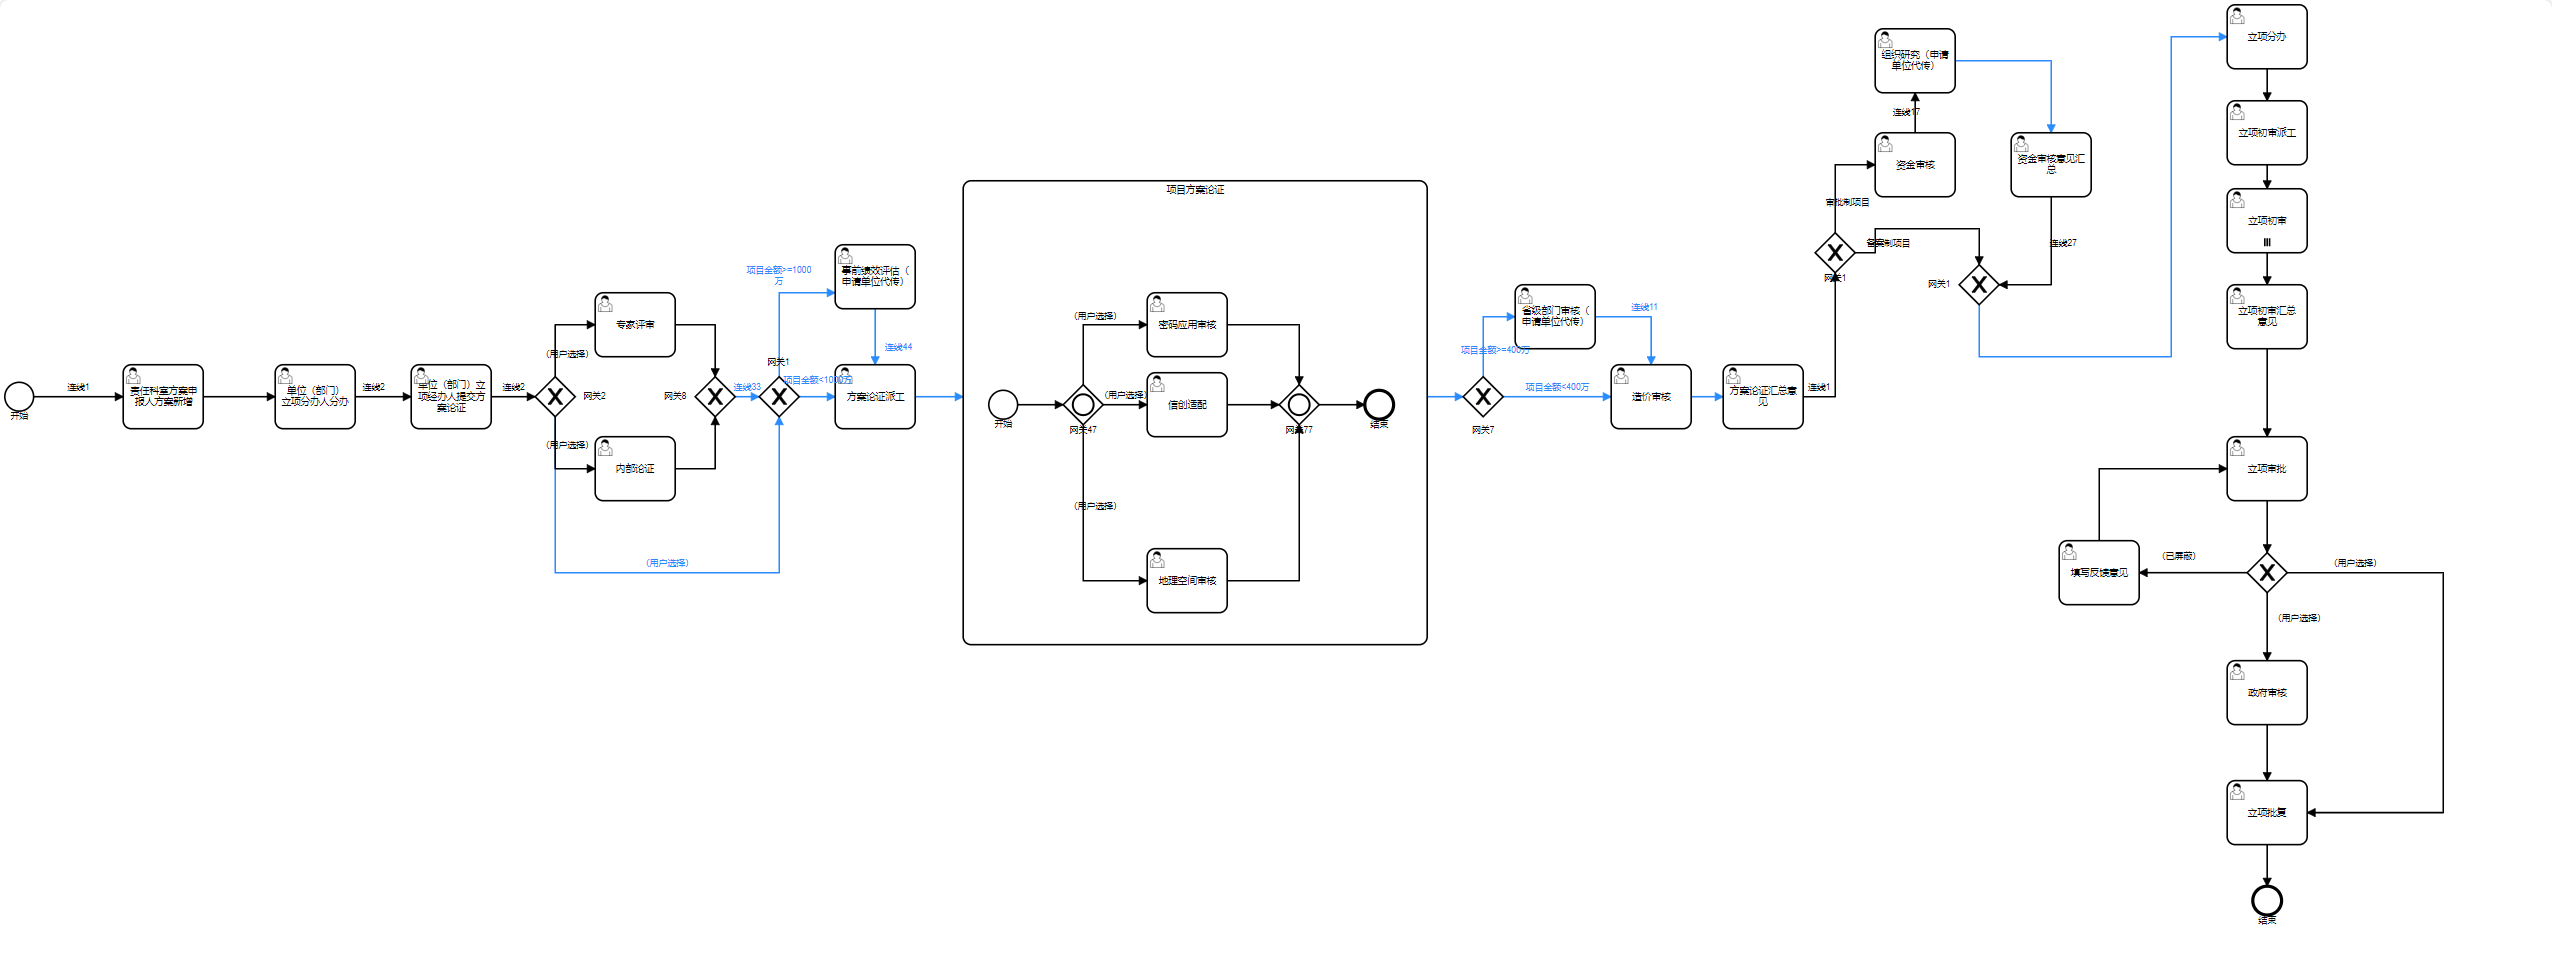 开始
连线1
责任科室方案申
报人方案新增
单位（部门）
立项分办人分办
连线2
单位（部门）立
项经办人提交方
案论证
连线2
网关2
（用户选择）
（用户选择）
（用户选择）
专家评审
内部论证
网关8
连线33
网关1
项目金额>=1000
万
项目金额<1000万
事前绩效评估（
申请单位代传）
连线44
方案论证派工
项目方案论证
开始
网关47
（用户选择）
（用户选择）
（用户选择）
密码应用审核
信创适配
地理空间审核
网关77
结束
网关7
项目金额>=400万
项目金额<400万
省级部门审核（
申请单位代传）
连线11
造价审核
方案论证汇总意
见
连线1
网关1
审批制项目
备案制项目
资金审核
连线17
组织研究（申请
单位代传）
资金审核意见汇
总
连线27
网关1
立项分办
立项初审派工
立项初审
立项初审汇总
意见
立项审批
（已屏蔽）
填写反馈意见
（用户选择）
（用户选择）
政府审核
立项批复
结束